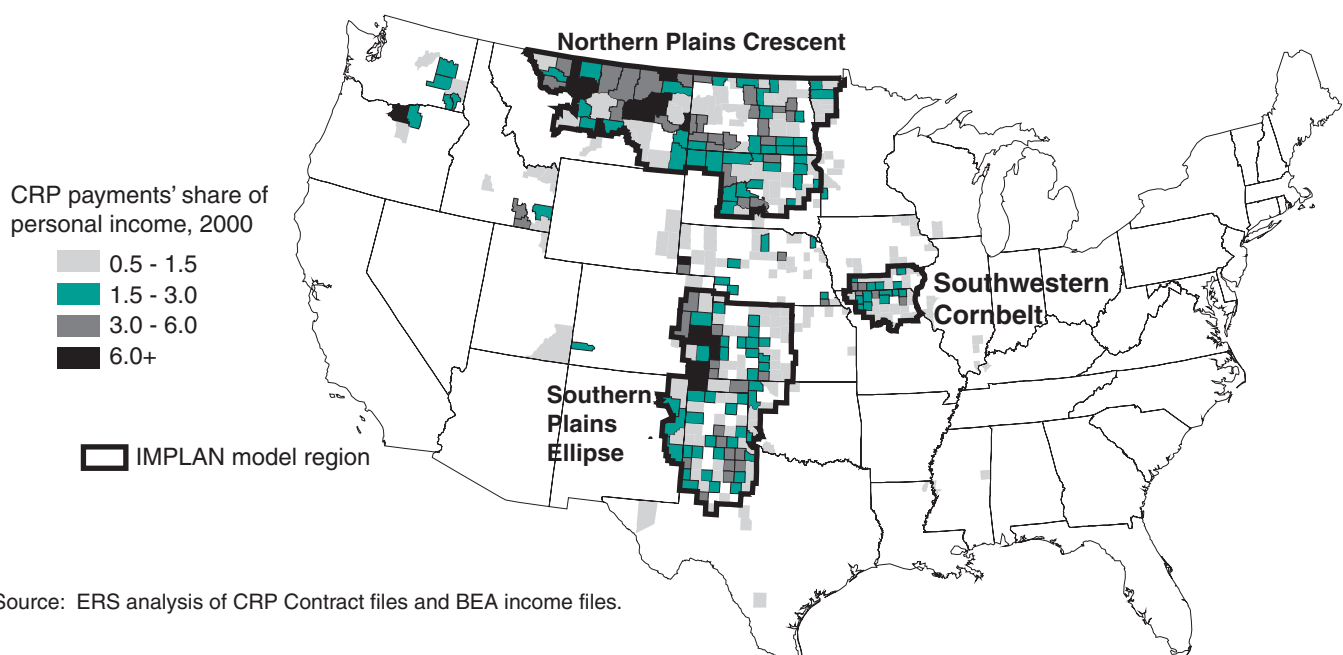 Northern Plains Crescent
CRP payments’ share of
personal income, 2000
0.5 - 1.5
1.5 - 3.0
3.0 - 6.0
6.0+
IMPLAN model region
Southwestern
Cornbelt
Southern
Plains
Ellipse
Source: ERS analysis of CRP Contract files and BEA income files.